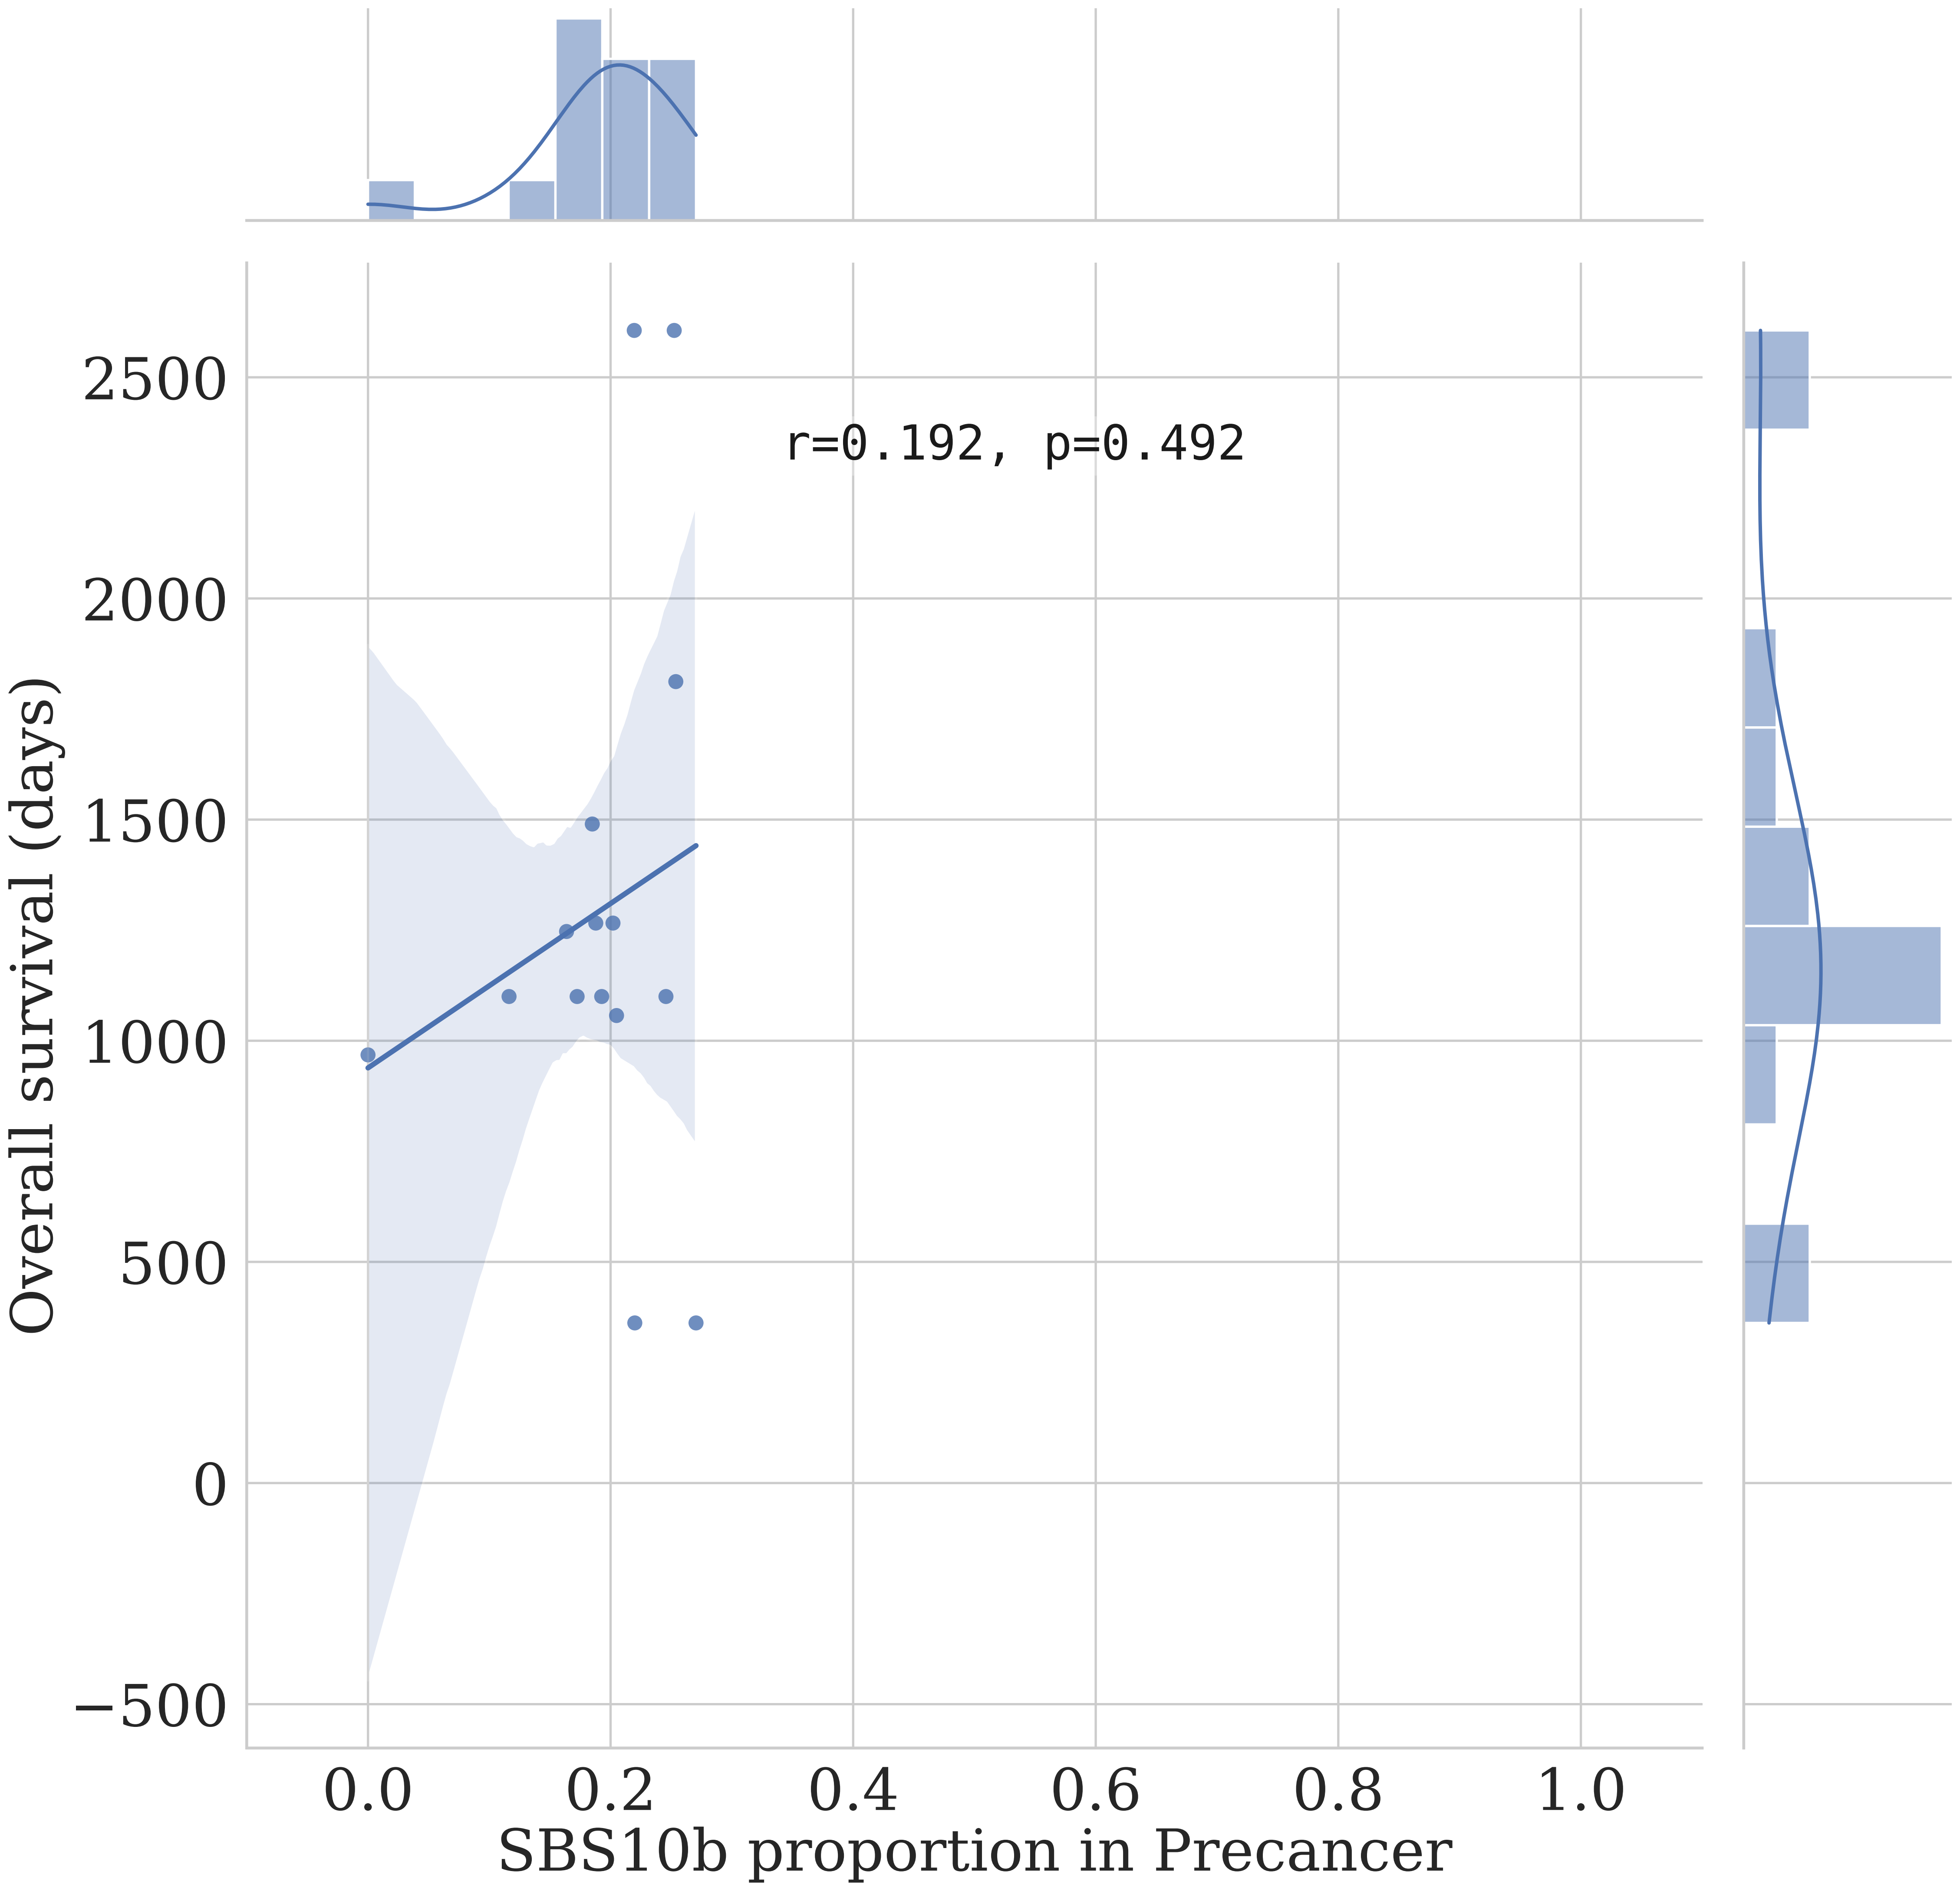 2500
r=0.192, p=0.492
2000
1500
1000
500
0
−500
Overall survival (days)
0.0 0.2 0.4 0.6 0.8 1.0
SBS10b proportion in Precancer